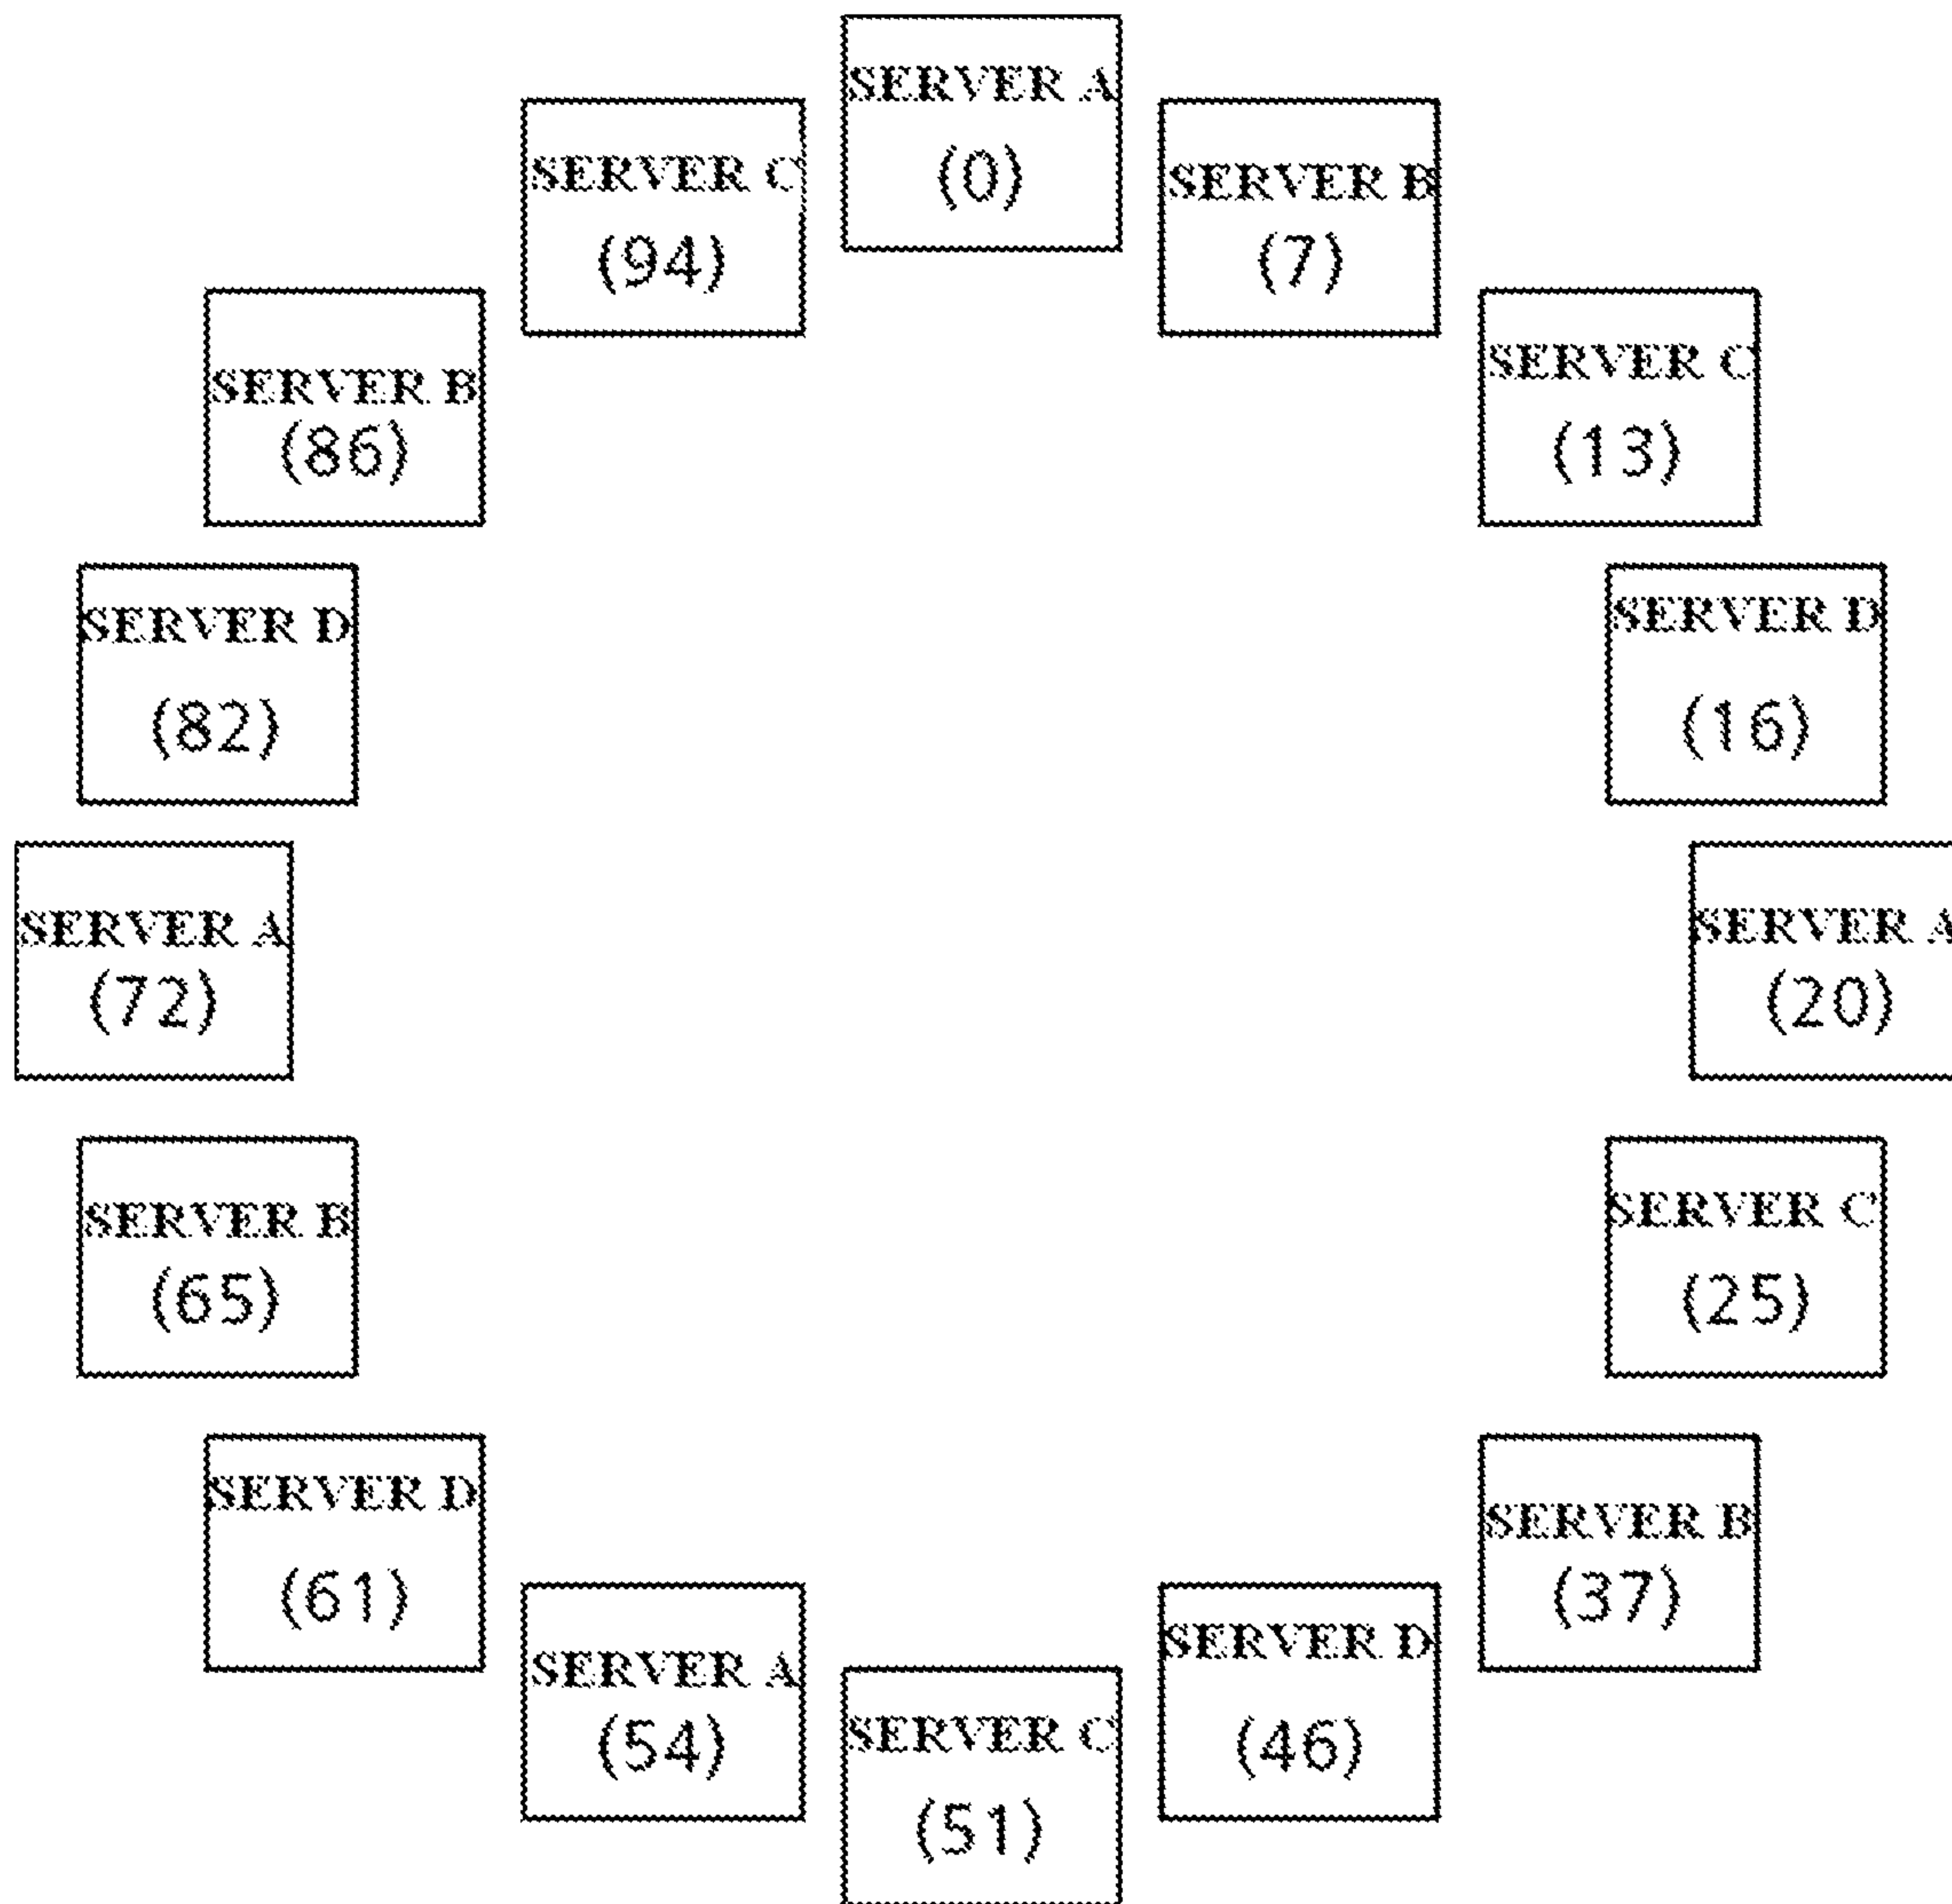 SERVER A
(0)
SERVER B
(7)
SERVER C
(13)
SERVER D
(16)
SERVER A
(20)
SERVER C
(25)
SERVER B
(37)
SERVER D
(46)
SERVER C
(51)
SERVER A
(54)
SERVER D
(61)
SERVER B
(65)
SERVER A
(72)
SERVER D
(82)
SERVER B
(86)
SERVER C
(94)